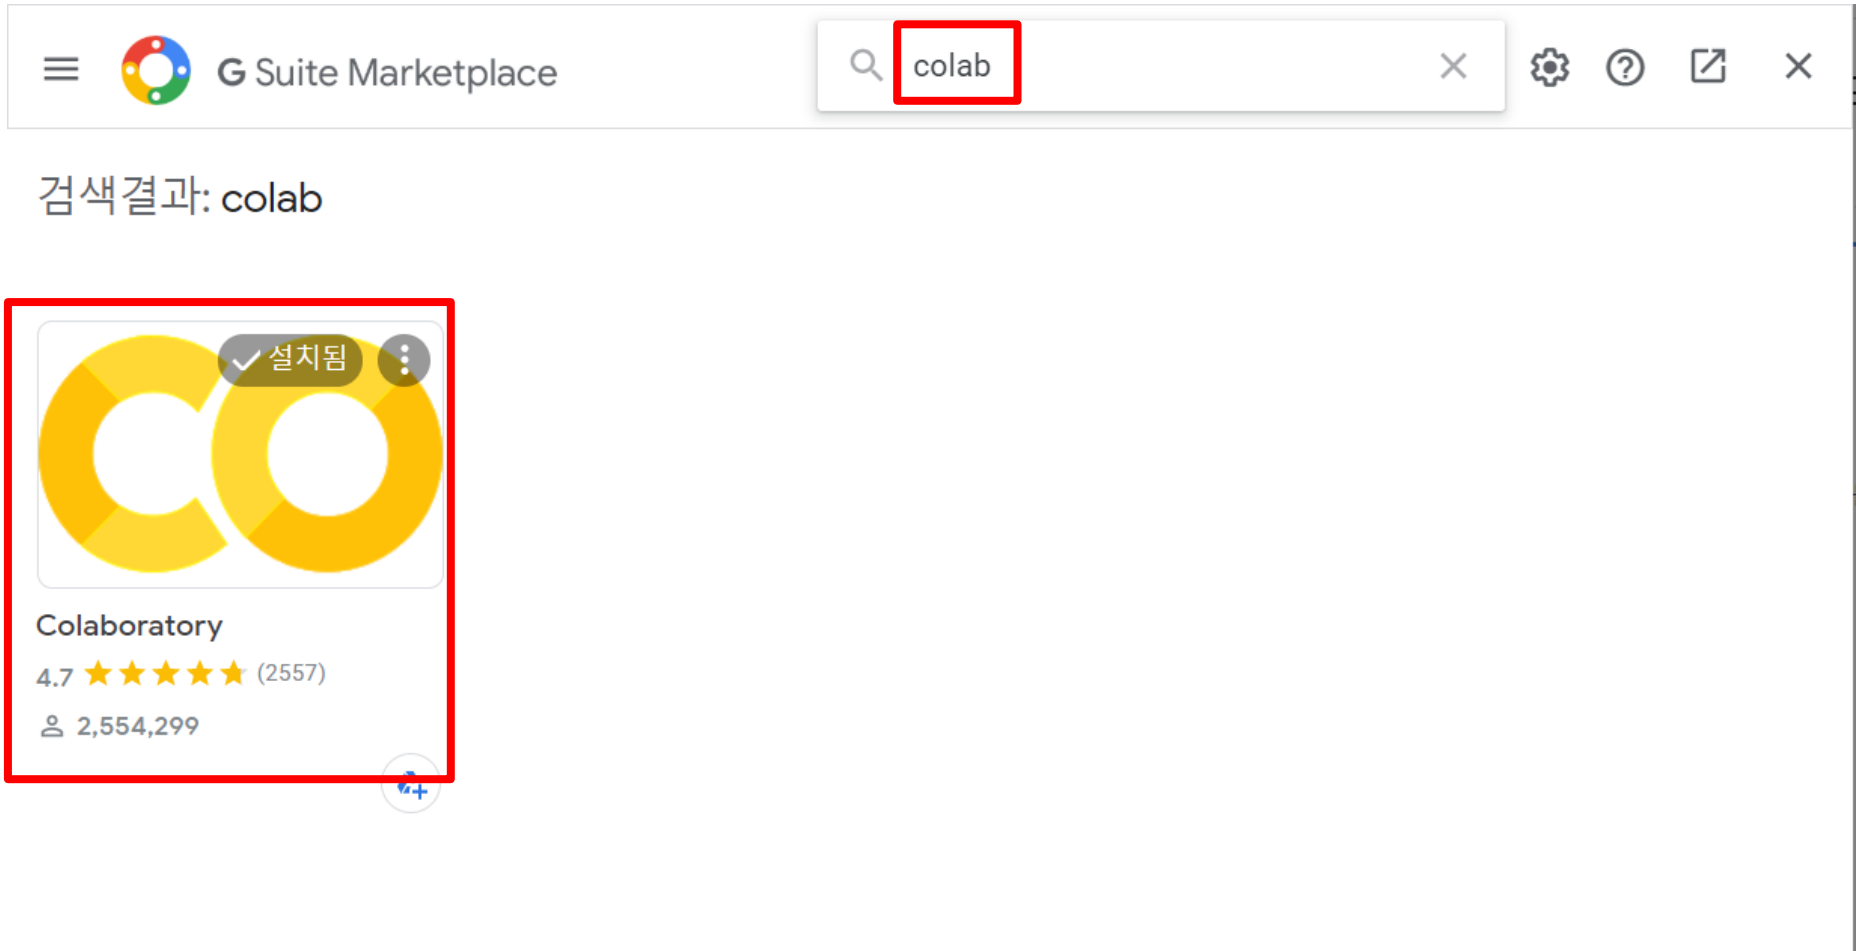 G Suite Marketplace
colab
검색결과: colab
설치됨
Colaboratory
4.7 (2557)
2,554,299